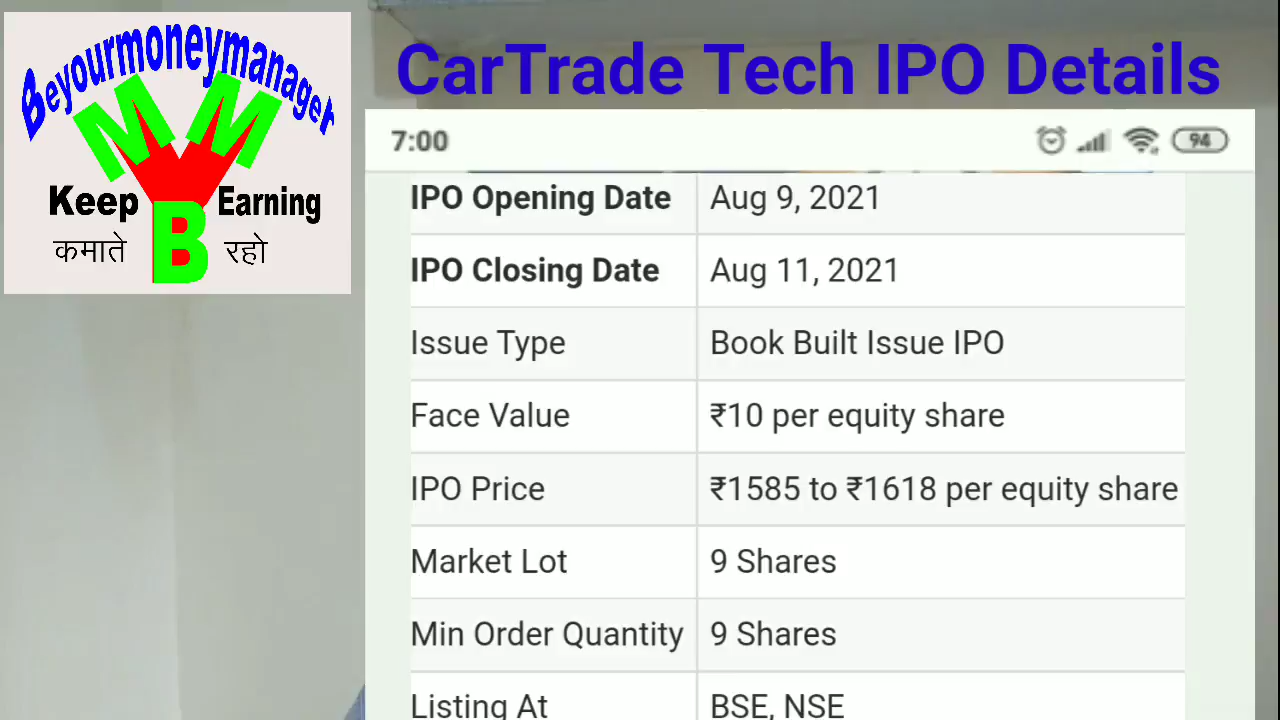 Beyourmoneymanager
M M
Keep Earning
कमाते रहो
B
CarTrade Tech IPO Details
7:00
94
IPO Opening Date Aug 9, 2021
IPO Closing Date Aug 11, 2021
Issue Type Book Built Issue IPO
Face Value ₹10 per equity share
IPO Price ₹1585 to ₹1618 per equity share
Market Lot 9 Shares
Min Order Quantity 9 Shares
Listing At BSE, NSE